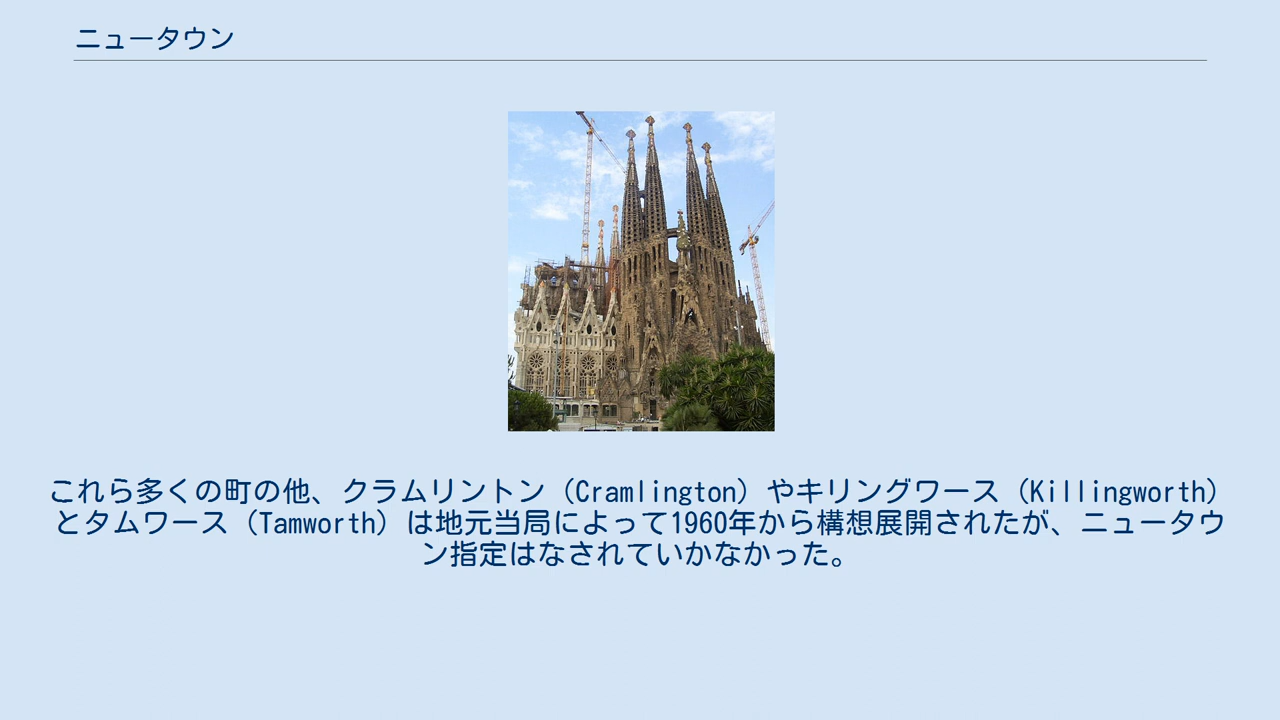 ニュータウン
これら多くの町の他、クラムリントン（Cramlington）やキリングワース（Killingworth）
とタムワース（Tamworth）は地元当局によって1960年から構想展開されたが、ニュータウ
ン指定はなされていかなかった。